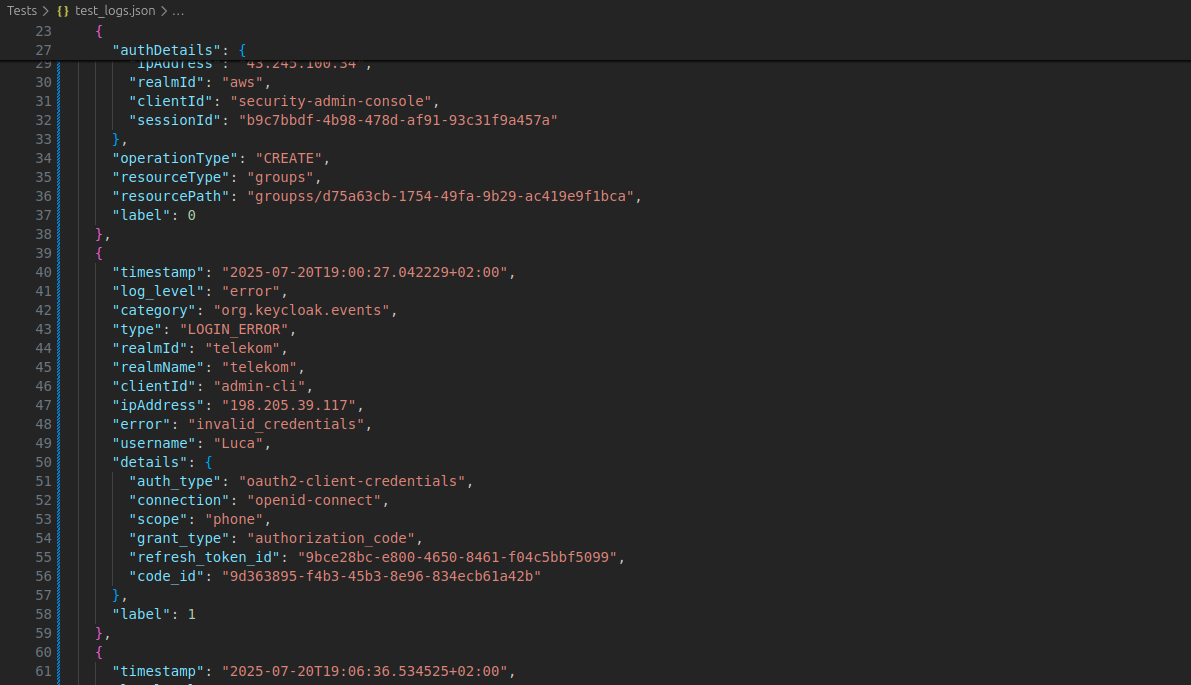 Tests > {} test_logs.json > ...
23 {
27 "authDetails": {
29 "ipAddress": "43.245.100.34",
30 "realmId": "aws",
31 "clientId": "security-admin-console",
32 "sessionId": "b9c7bbdf-4b98-478d-af91-93c31f9a457a"
33 },
34 "operationType": "CREATE",
35 "resourceType": "groups",
36 "resourcePath": "groupss/d75a63cb-1754-49fa-9b29-ac419e9f1bca",
37 "label": 0
38 },
39 {
40 "timestamp": "2025-07-20T19:00:27.042229+02:00",
41 "log_level": "error",
42 "category": "org.keycloak.events",
43 "type": "LOGIN_ERROR",
44 "realmId": "telekom",
45 "realmName": "telekom",
46 "clientId": "admin-cli",
47 "ipAddress": "198.205.39.117",
48 "error": "invalid_credentials",
49 "username": "Luca",
50 "details": {
51 "auth_type": "oauth2-client-credentials",
52 "connection": "openid-connect",
53 "scope": "phone",
54 "grant_type": "authorization_code",
55 "refresh_token_id": "9bce28bc-e800-4650-8461-f04c5bbf5099",
56 "code_id": "9d363895-f4b3-45b3-8e96-834ecb61a42b"
57 },
58 "label": 1
59 },
60 {
61 "timestamp": "2025-07-20T19:06:36.534525+02:00",